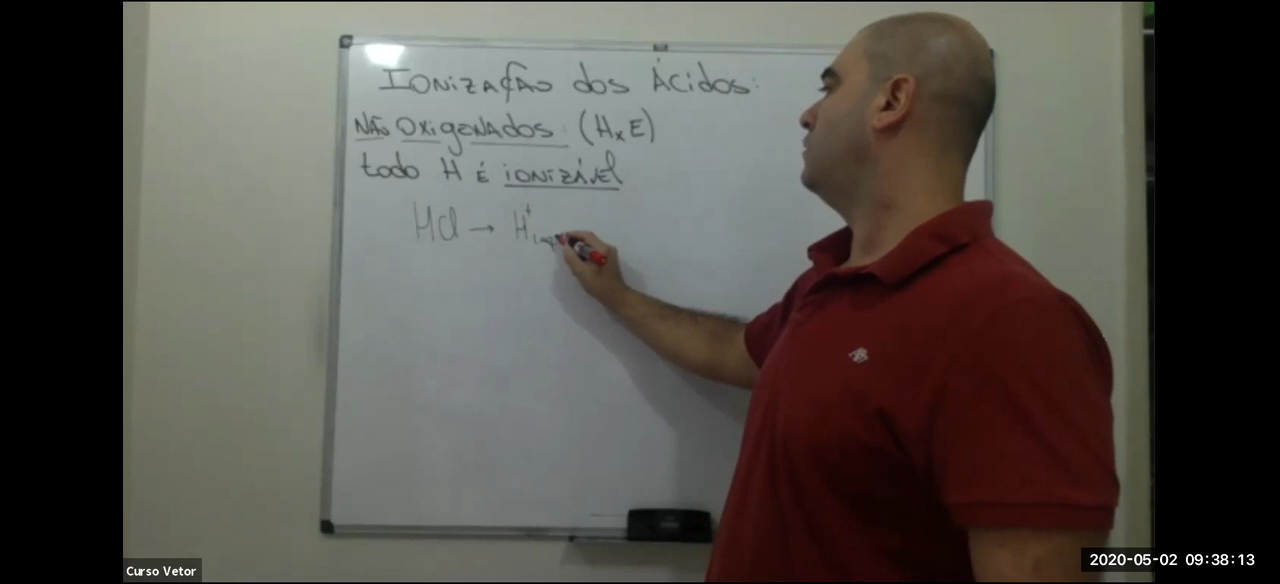 IONIZAÇÃO DOS ÁCIDOS:
NÃO OXIGENADOS: (HₓE)
todo H É IONIZÁVEL
HCl → H⁺
Curso Vetor
2020-05-02 09:38:13